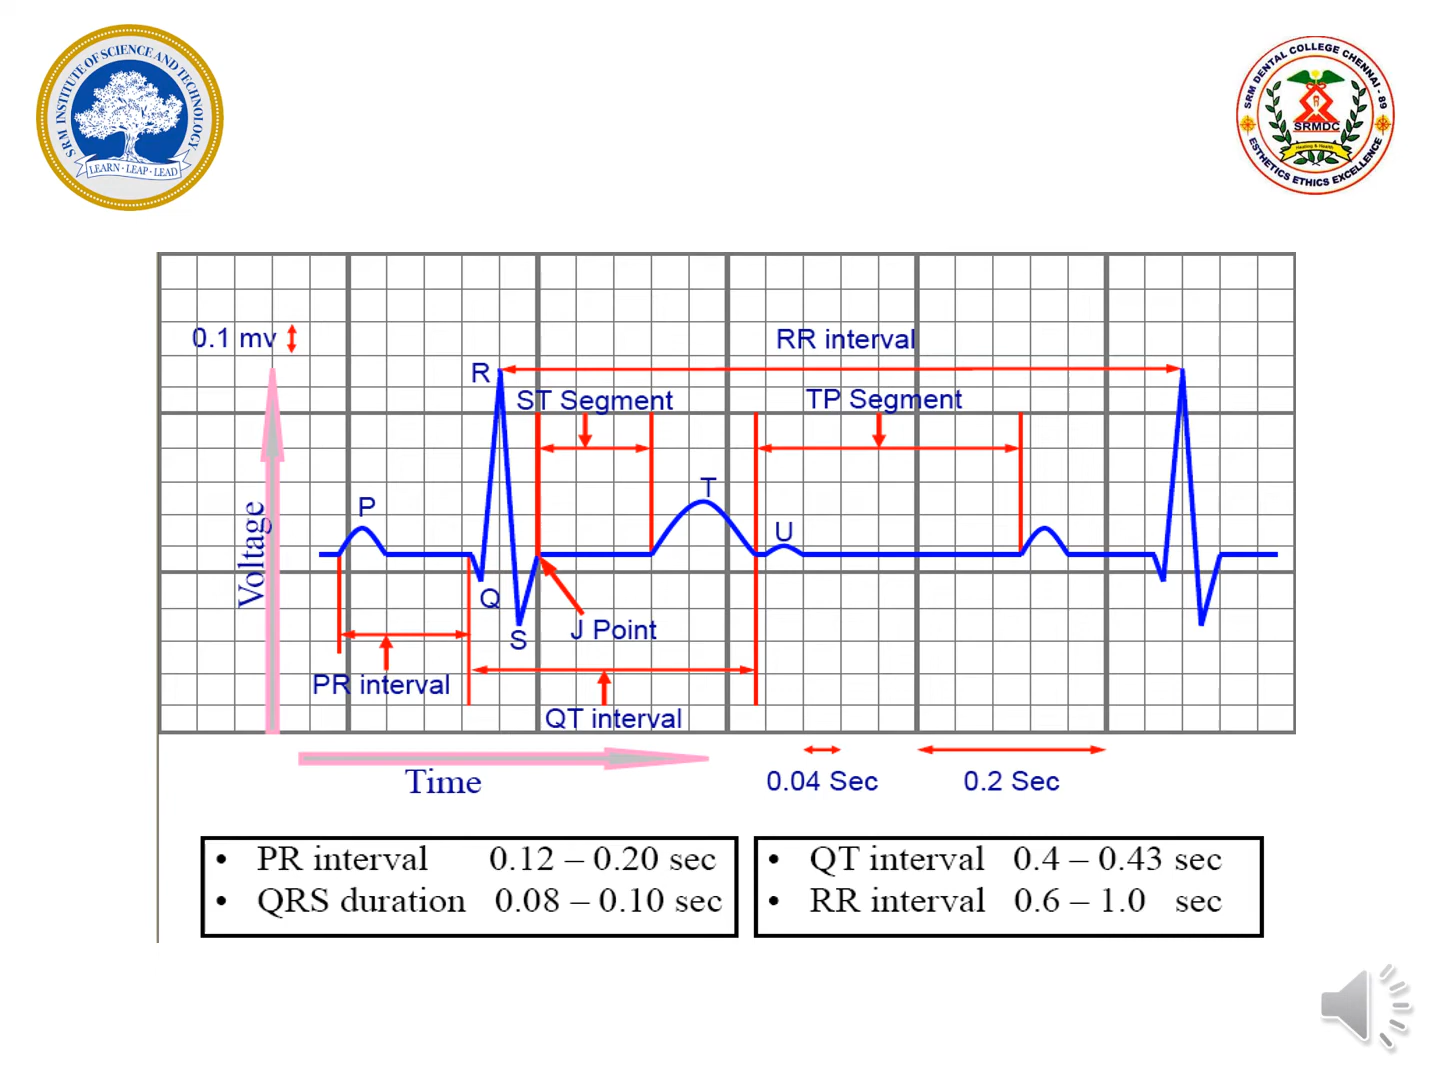 SRM INSTITUTE OF SCIENCE AND TECHNOLOGY
LEARN · LEAP · LEAD
SRM DENTAL COLLEGE CHENNAI - 89
SRMDC
Healing & Health
ESTHETICS ETHICS EXCELLENCE
0.1 mv
RR interval
R
ST Segment
TP Segment
P
T
U
Voltage
Q
S
J Point
PR interval
QT interval
Time
0.04 Sec
0.2 Sec
• PR interval 0.12 – 0.20 sec
• QRS duration 0.08 – 0.10 sec
• QT interval 0.4 – 0.43 sec
• RR interval 0.6 – 1.0 sec